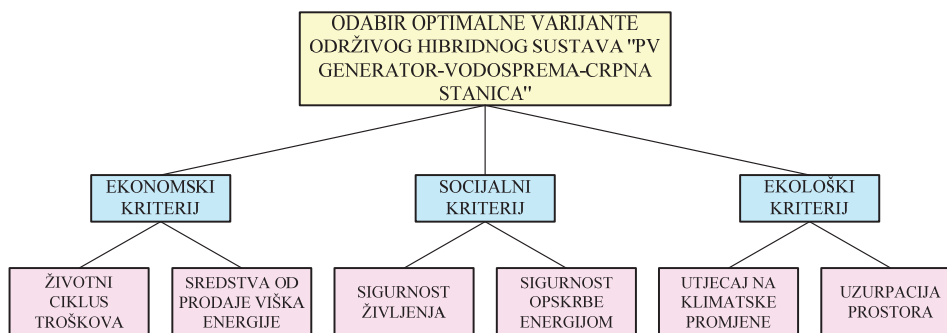 ODABIR OPTIMALNE VARIJANTE
ODRŽIVOG HIBRIDNOG SUSTAVA "PV
GENERATOR-VODOSPREMA-CRPNA
STANICA"
EKONOMSKI
KRITERIJ
SOCIJALNI
KRITERIJ
EKOLOŠKI
KRITERIJ
ŽIVOTNI
CIKLUS
TROŠKOVA
SREDSTVA OD
PRODAJE VIŠKA
ENERGIJE
SIGURNOST
ŽIVLJENJA
SIGURNOST
OPSKRBE
ENERGIJOM
UTJECAJ NA
KLIMATSKE
PROMJENE
UZURPACIJA
PROSTORA